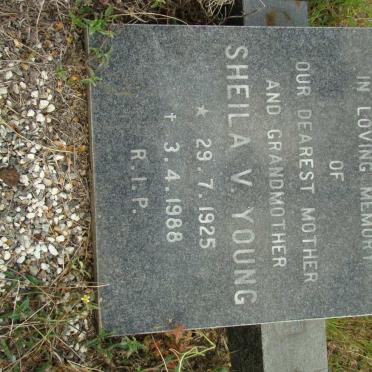 IN LOVING MEMORY
OF
OUR DEAREST MOTHER
AND GRANDMOTHER
SHEILA V. YOUNG
* 29.7.1925
† 3.4.1988
R.I.P.